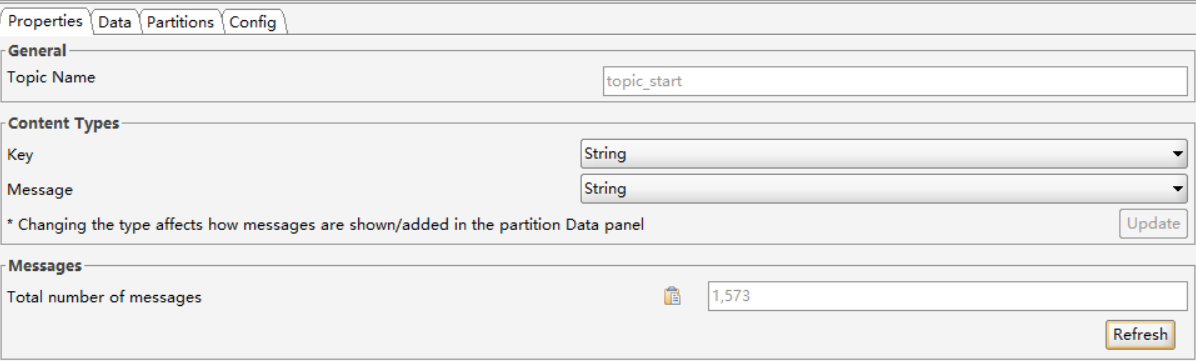 Properties Data Partitions Config
General
Topic Name topic_start
Content Types
Key String
Message String
* Changing the type affects how messages are shown/added in the partition Data panel Update
Messages
Total number of messages 1,573
Refresh